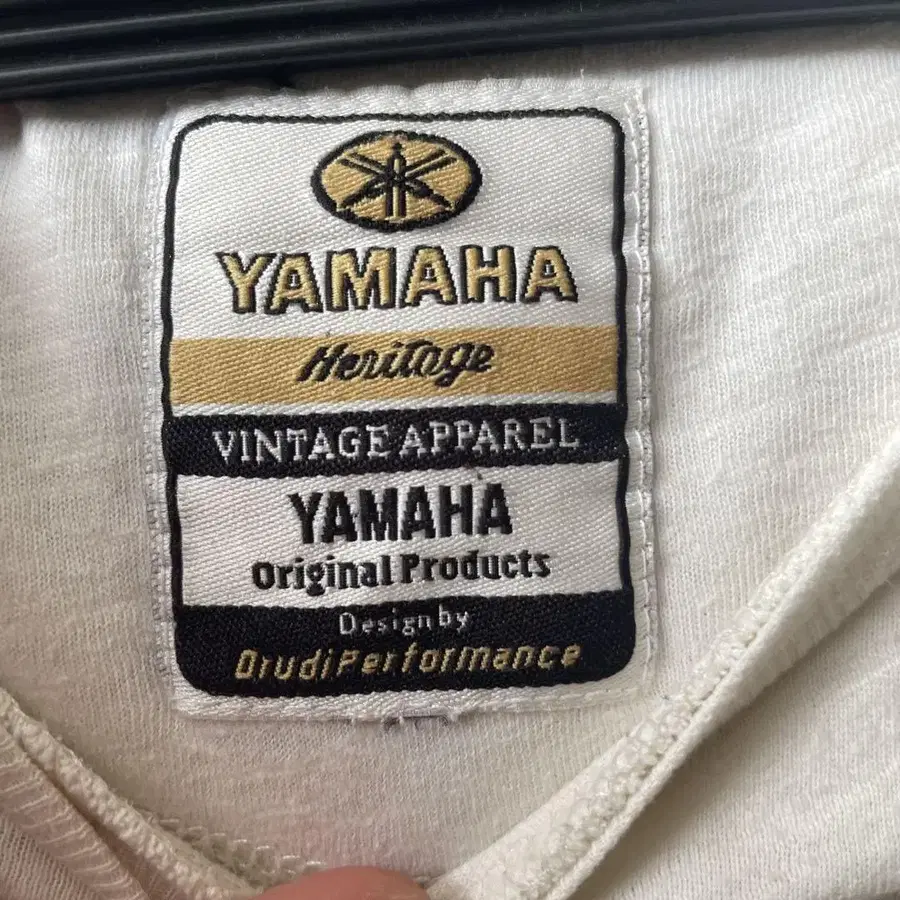 YAMAHA
Heritage
VINTAGE APPAREL
YAMAHA
Original Products
Design by
DrudiPerformance